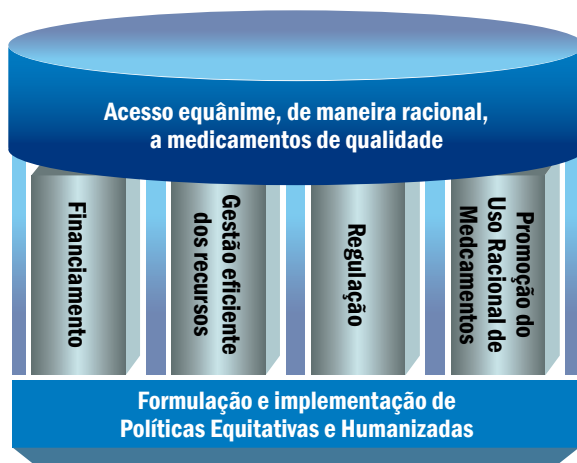 Acesso equânime, de maneira racional,
a medicamentos de qualidade
Financiamento
Gestão eficiente
dos recursos
Regulação
Promoção do
Uso Racional de
Medcamentos
Formulação e implementação de
Políticas Equitativas e Humanizadas